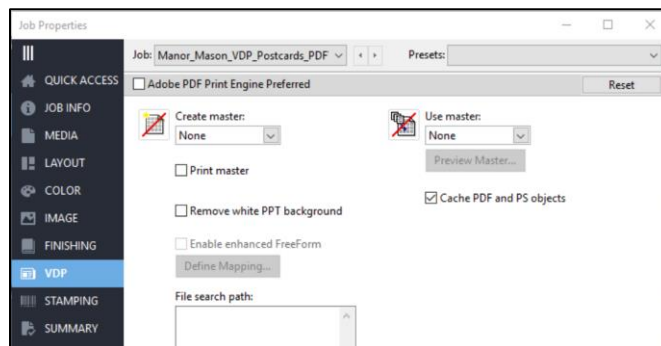 Job Properties
Job: Manor_Mason_VDP_Postcards_PDF
Presets:
QUICK ACCESS
JOB INFO
MEDIA
LAYOUT
COLOR
IMAGE
FINISHING
VDP
STAMPING
SUMMARY
Adobe PDF Print Engine Preferred
Reset
Create master:
None
Print master
Remove white PPT background
Enable enhanced FreeForm
Define Mapping...
File search path:
Use master:
None
Preview Master...
Cache PDF and PS objects